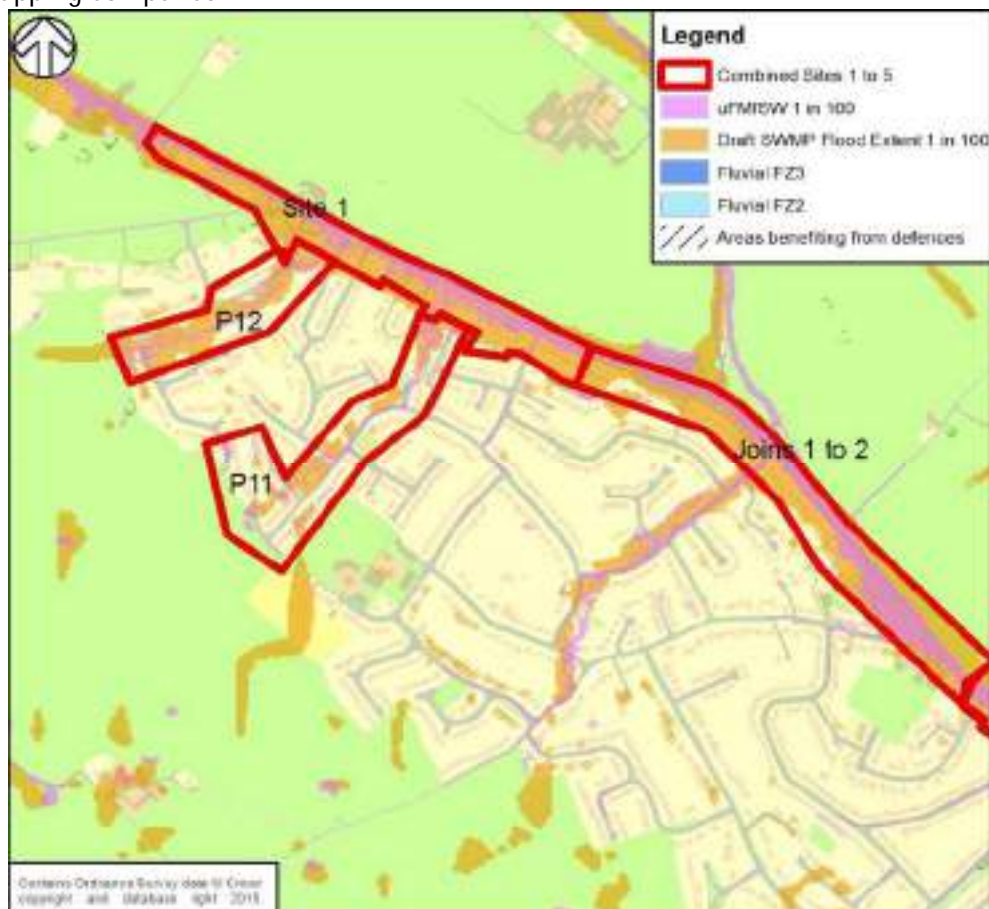 Legend
Combined Sites 1 to 5
uFMfSW 1 in 100
Draft SWMP Flood Extent 1 in 100
Fluvial FZ3
Fluvial FZ2
Areas benefiting from defences
Site 1
P12
Joins 1 to 2
P11
Contains Ordnance Survey data © Crown
copyright and database right 2015.